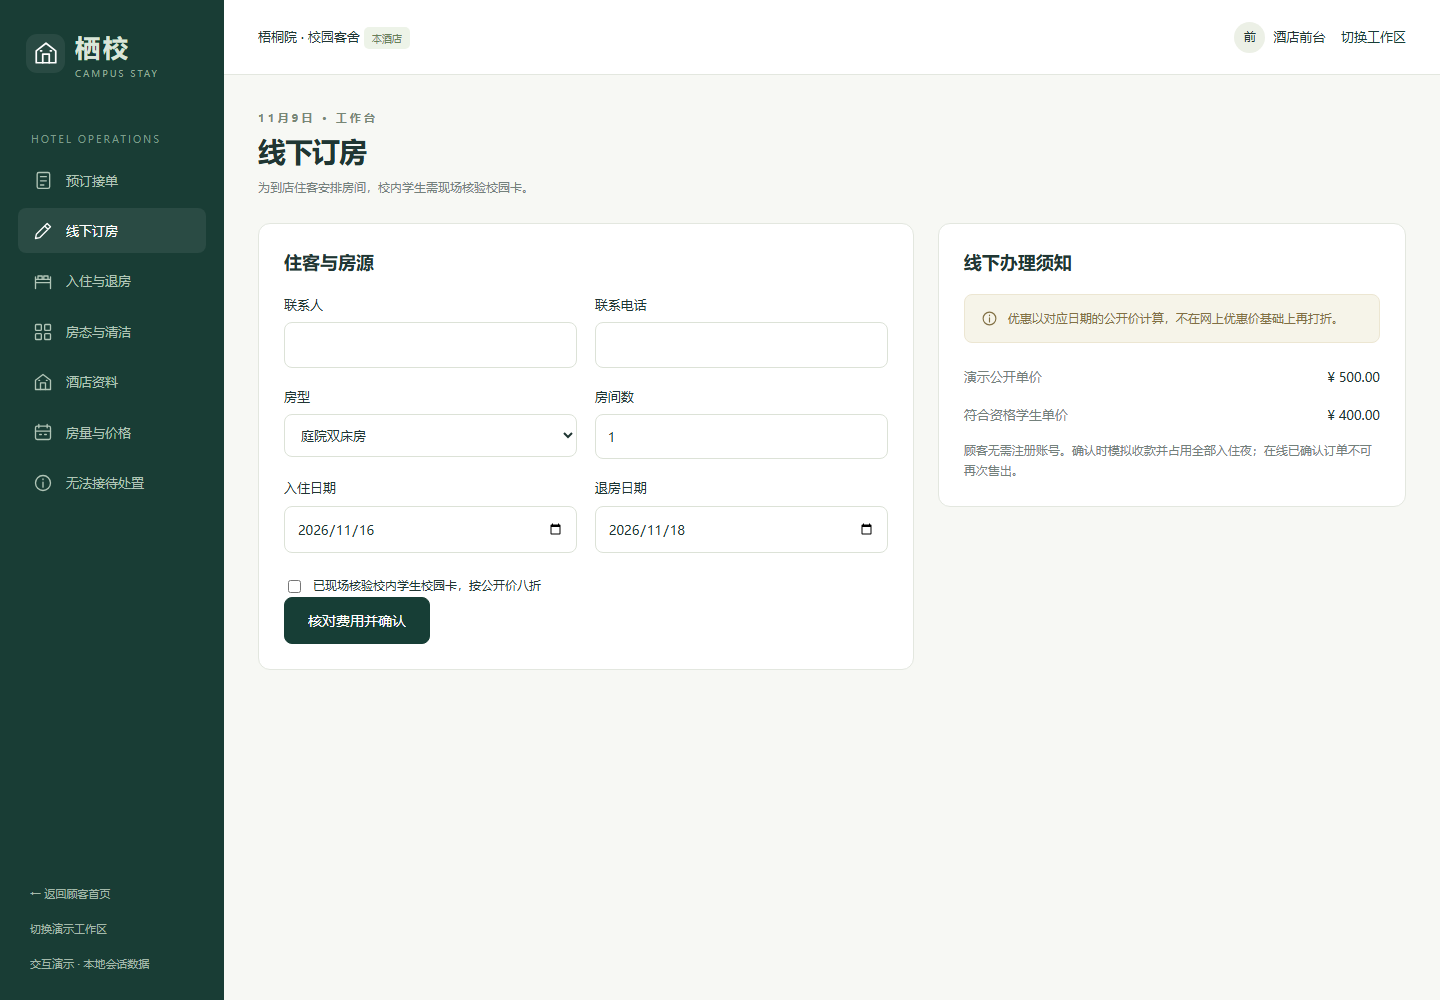 栖校
CAMPUS STAY
HOTEL OPERATIONS
预订接单
线下订房
入住与退房
房态与清洁
酒店资料
房量与价格
无法接待处置
← 返回顾客首页
切换演示工作区
交互演示 · 本地会话数据
梧桐院 · 校园客舍 本酒店
前 酒店前台 切换工作区
11月9日 • 工作台
线下订房
为到店住客安排房间，校内学生需现场核验校园卡。
住客与房源
联系人 联系电话
房型 房间数
庭院双床房 1
入住日期 退房日期
2026/11/16 2026/11/18
已现场核验校内学生校园卡，按公开价八折
核对费用并确认
线下办理须知
优惠以对应日期的公开价计算，不在网上优惠价基础上再打折。
演示公开单价 ¥ 500.00
符合资格学生单价 ¥ 400.00
顾客无需注册账号。确认时模拟收款并占用全部入住夜；在线已确认订单不可
再次售出。